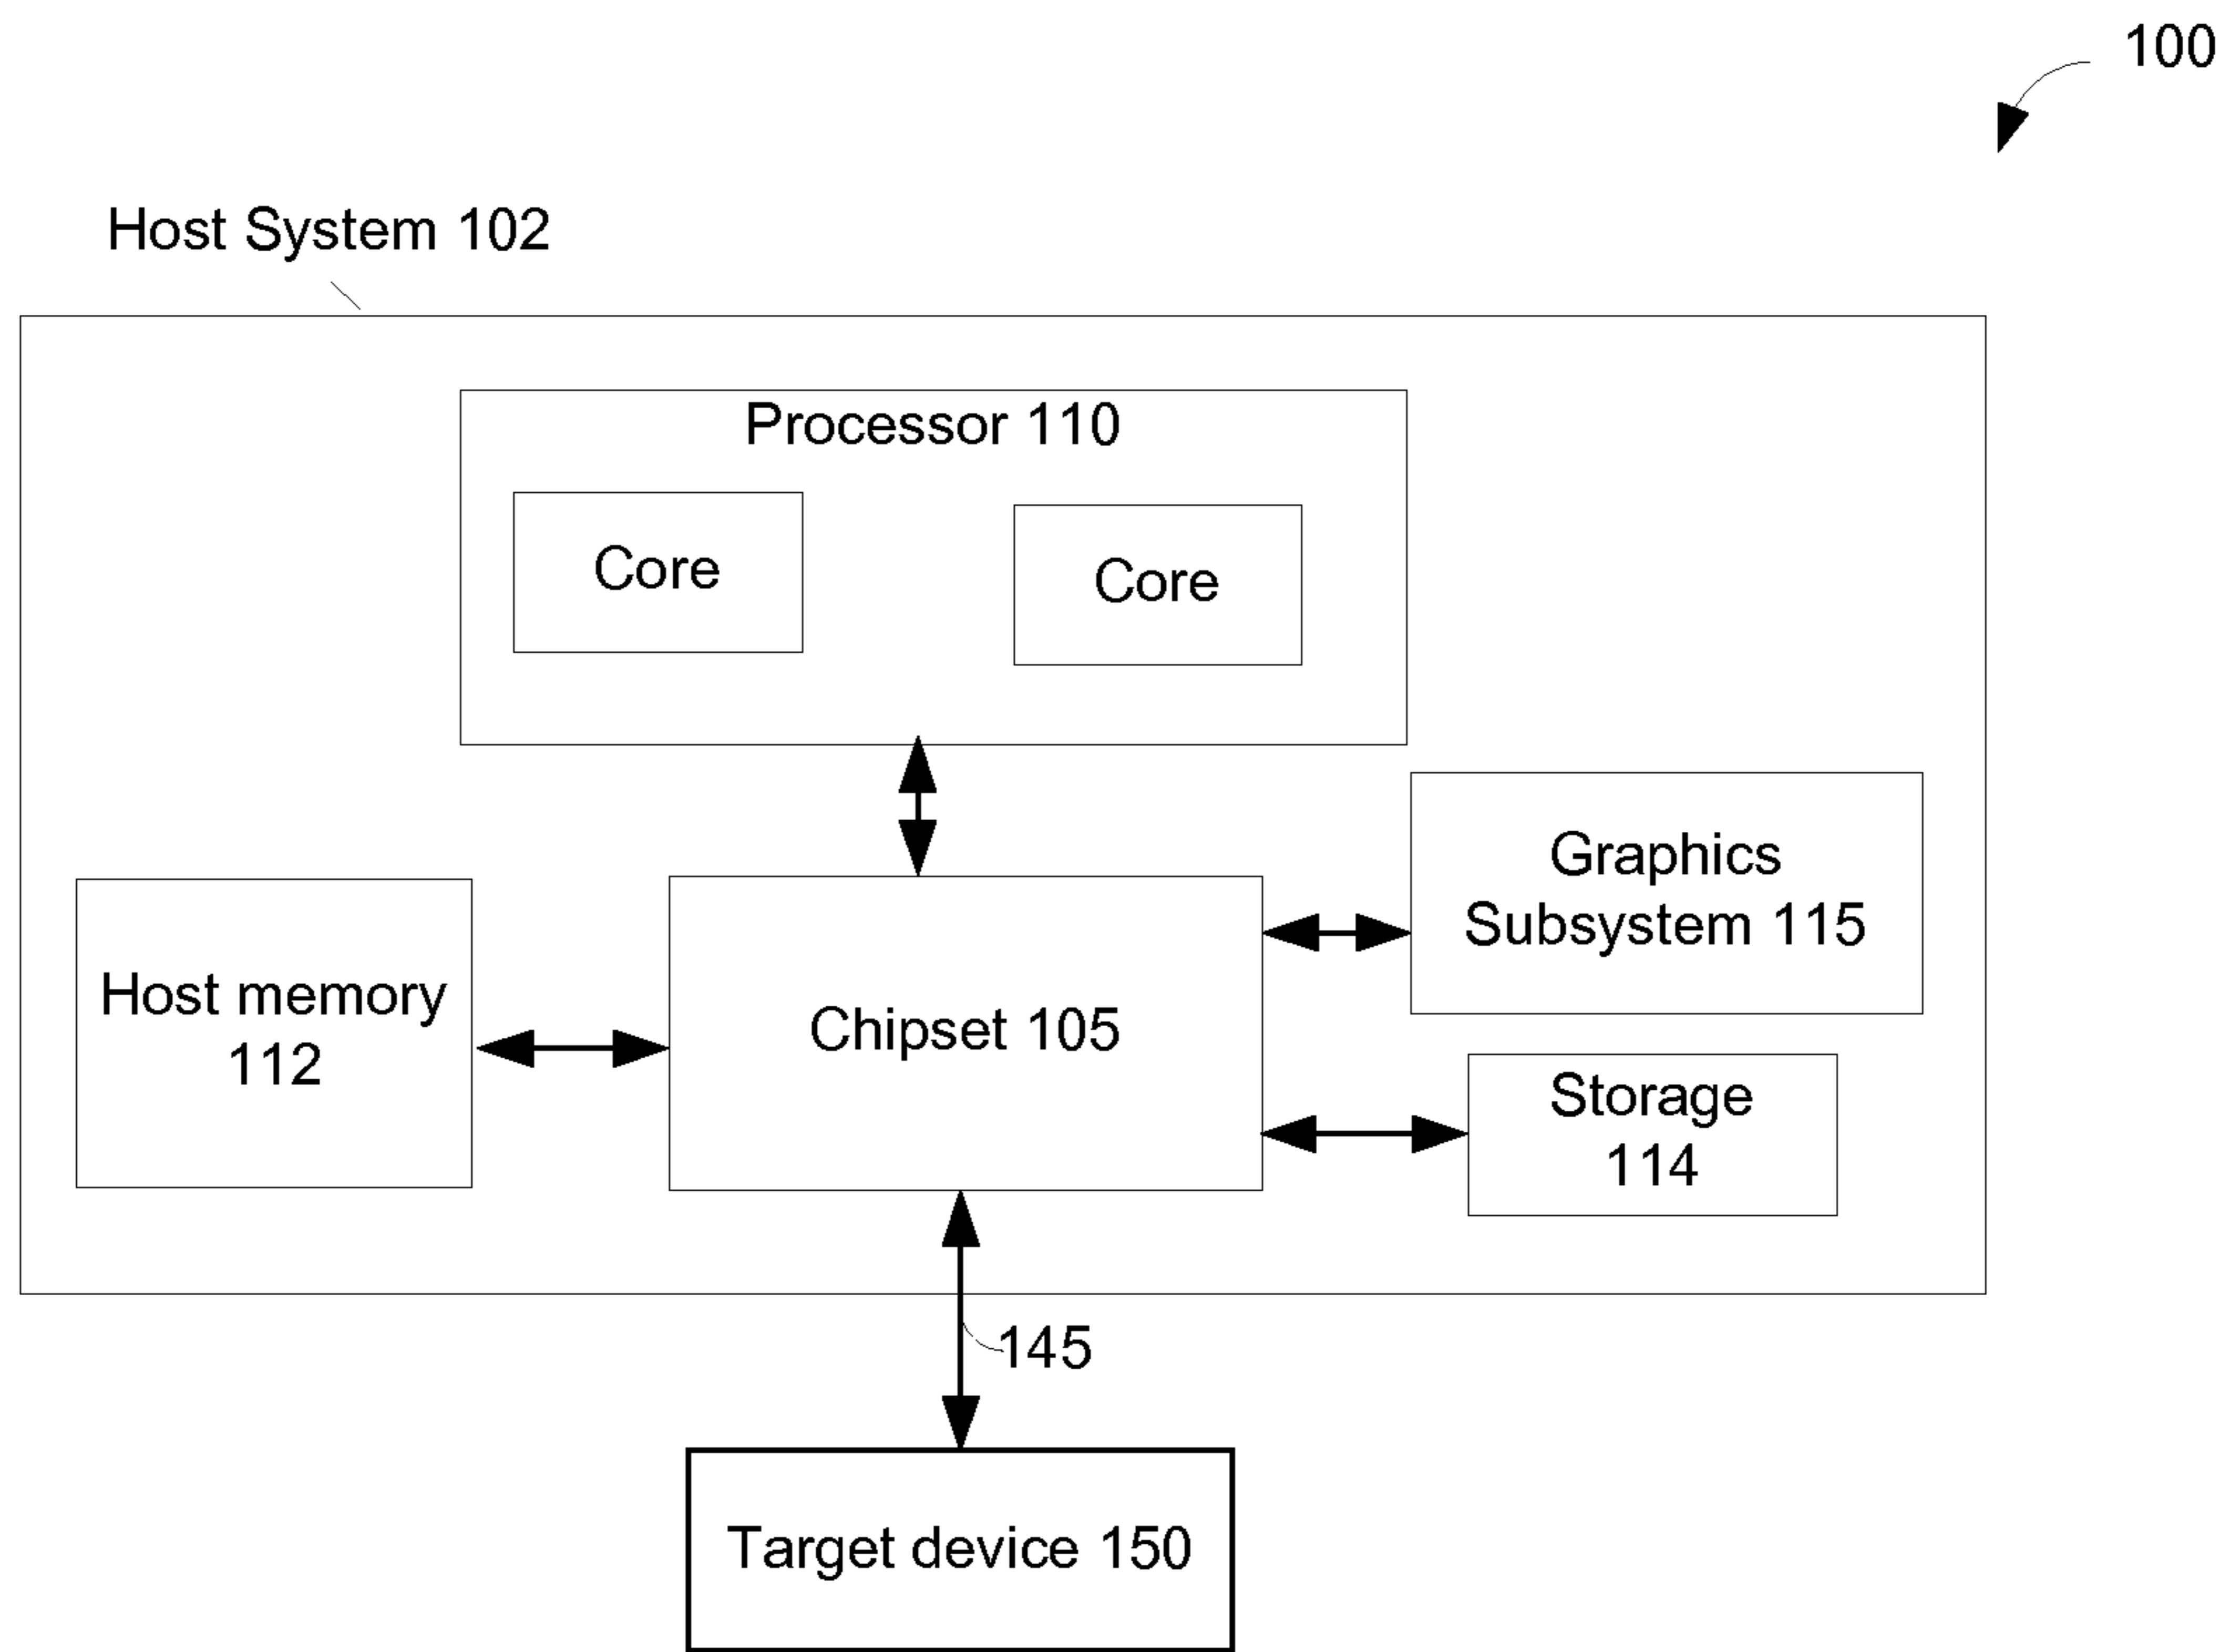 100
Host System 102
Processor 110
Core
Core
Graphics
Subsystem 115
Host memory
112
Chipset 105
Storage
114
145
Target device 150